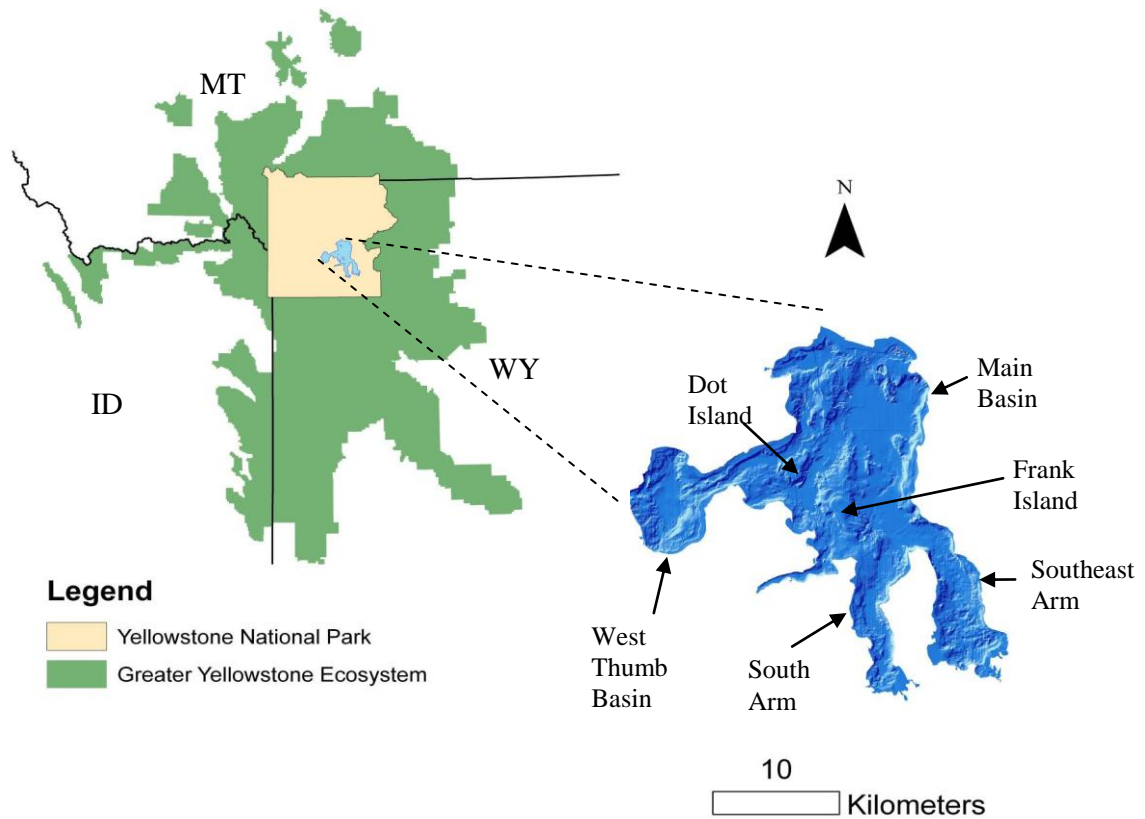 MT
N
WY
ID
Dot
Island
Main
Basin
Frank
Island
Southeast
Arm
West
Thumb
Basin
South
Arm
Legend
Yellowstone National Park
Greater Yellowstone Ecosystem
10
Kilometers